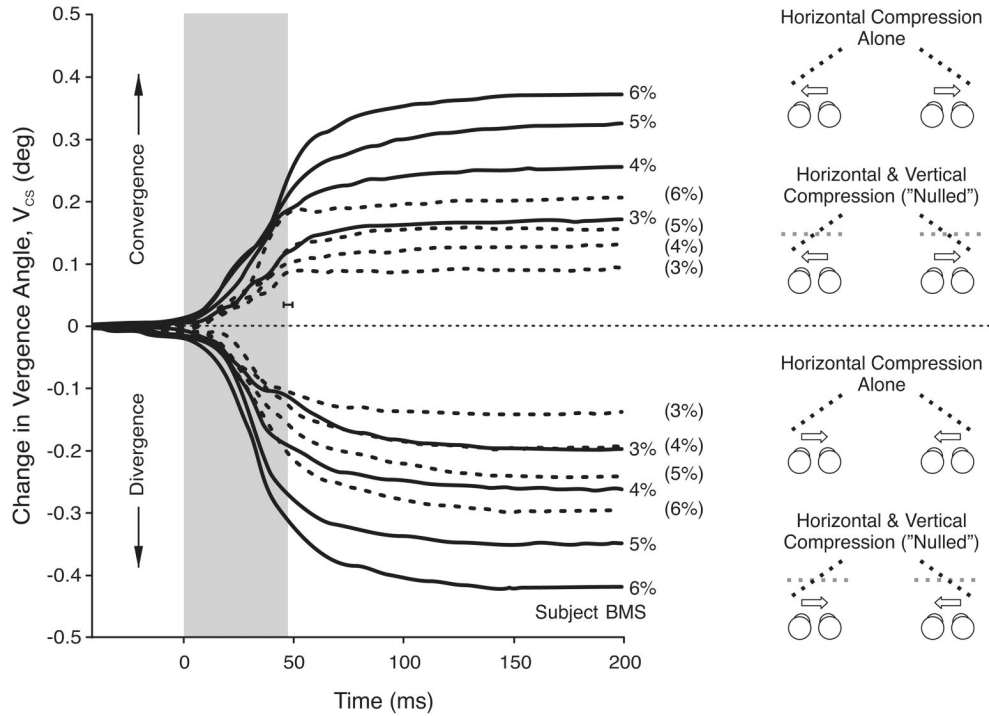 0.5
0.4
0.3
0.2
0.1
0
-0.1
-0.2
-0.3
-0.4
-0.5
Change in Vergence Angle, VCS (deg)
Convergence
Divergence
0
50
100
150
200
Time (ms)
6%
5%
4%
(6%)
3%
(5%)
(4%)
(3%)
(3%)
3%
(4%)
4%
(5%)
(6%)
5%
6%
Subject BMS
Horizontal Compression
Alone
Horizontal & Vertical
Compression ("Nulled")
Horizontal Compression
Alone
Horizontal & Vertical
Compression ("Nulled")